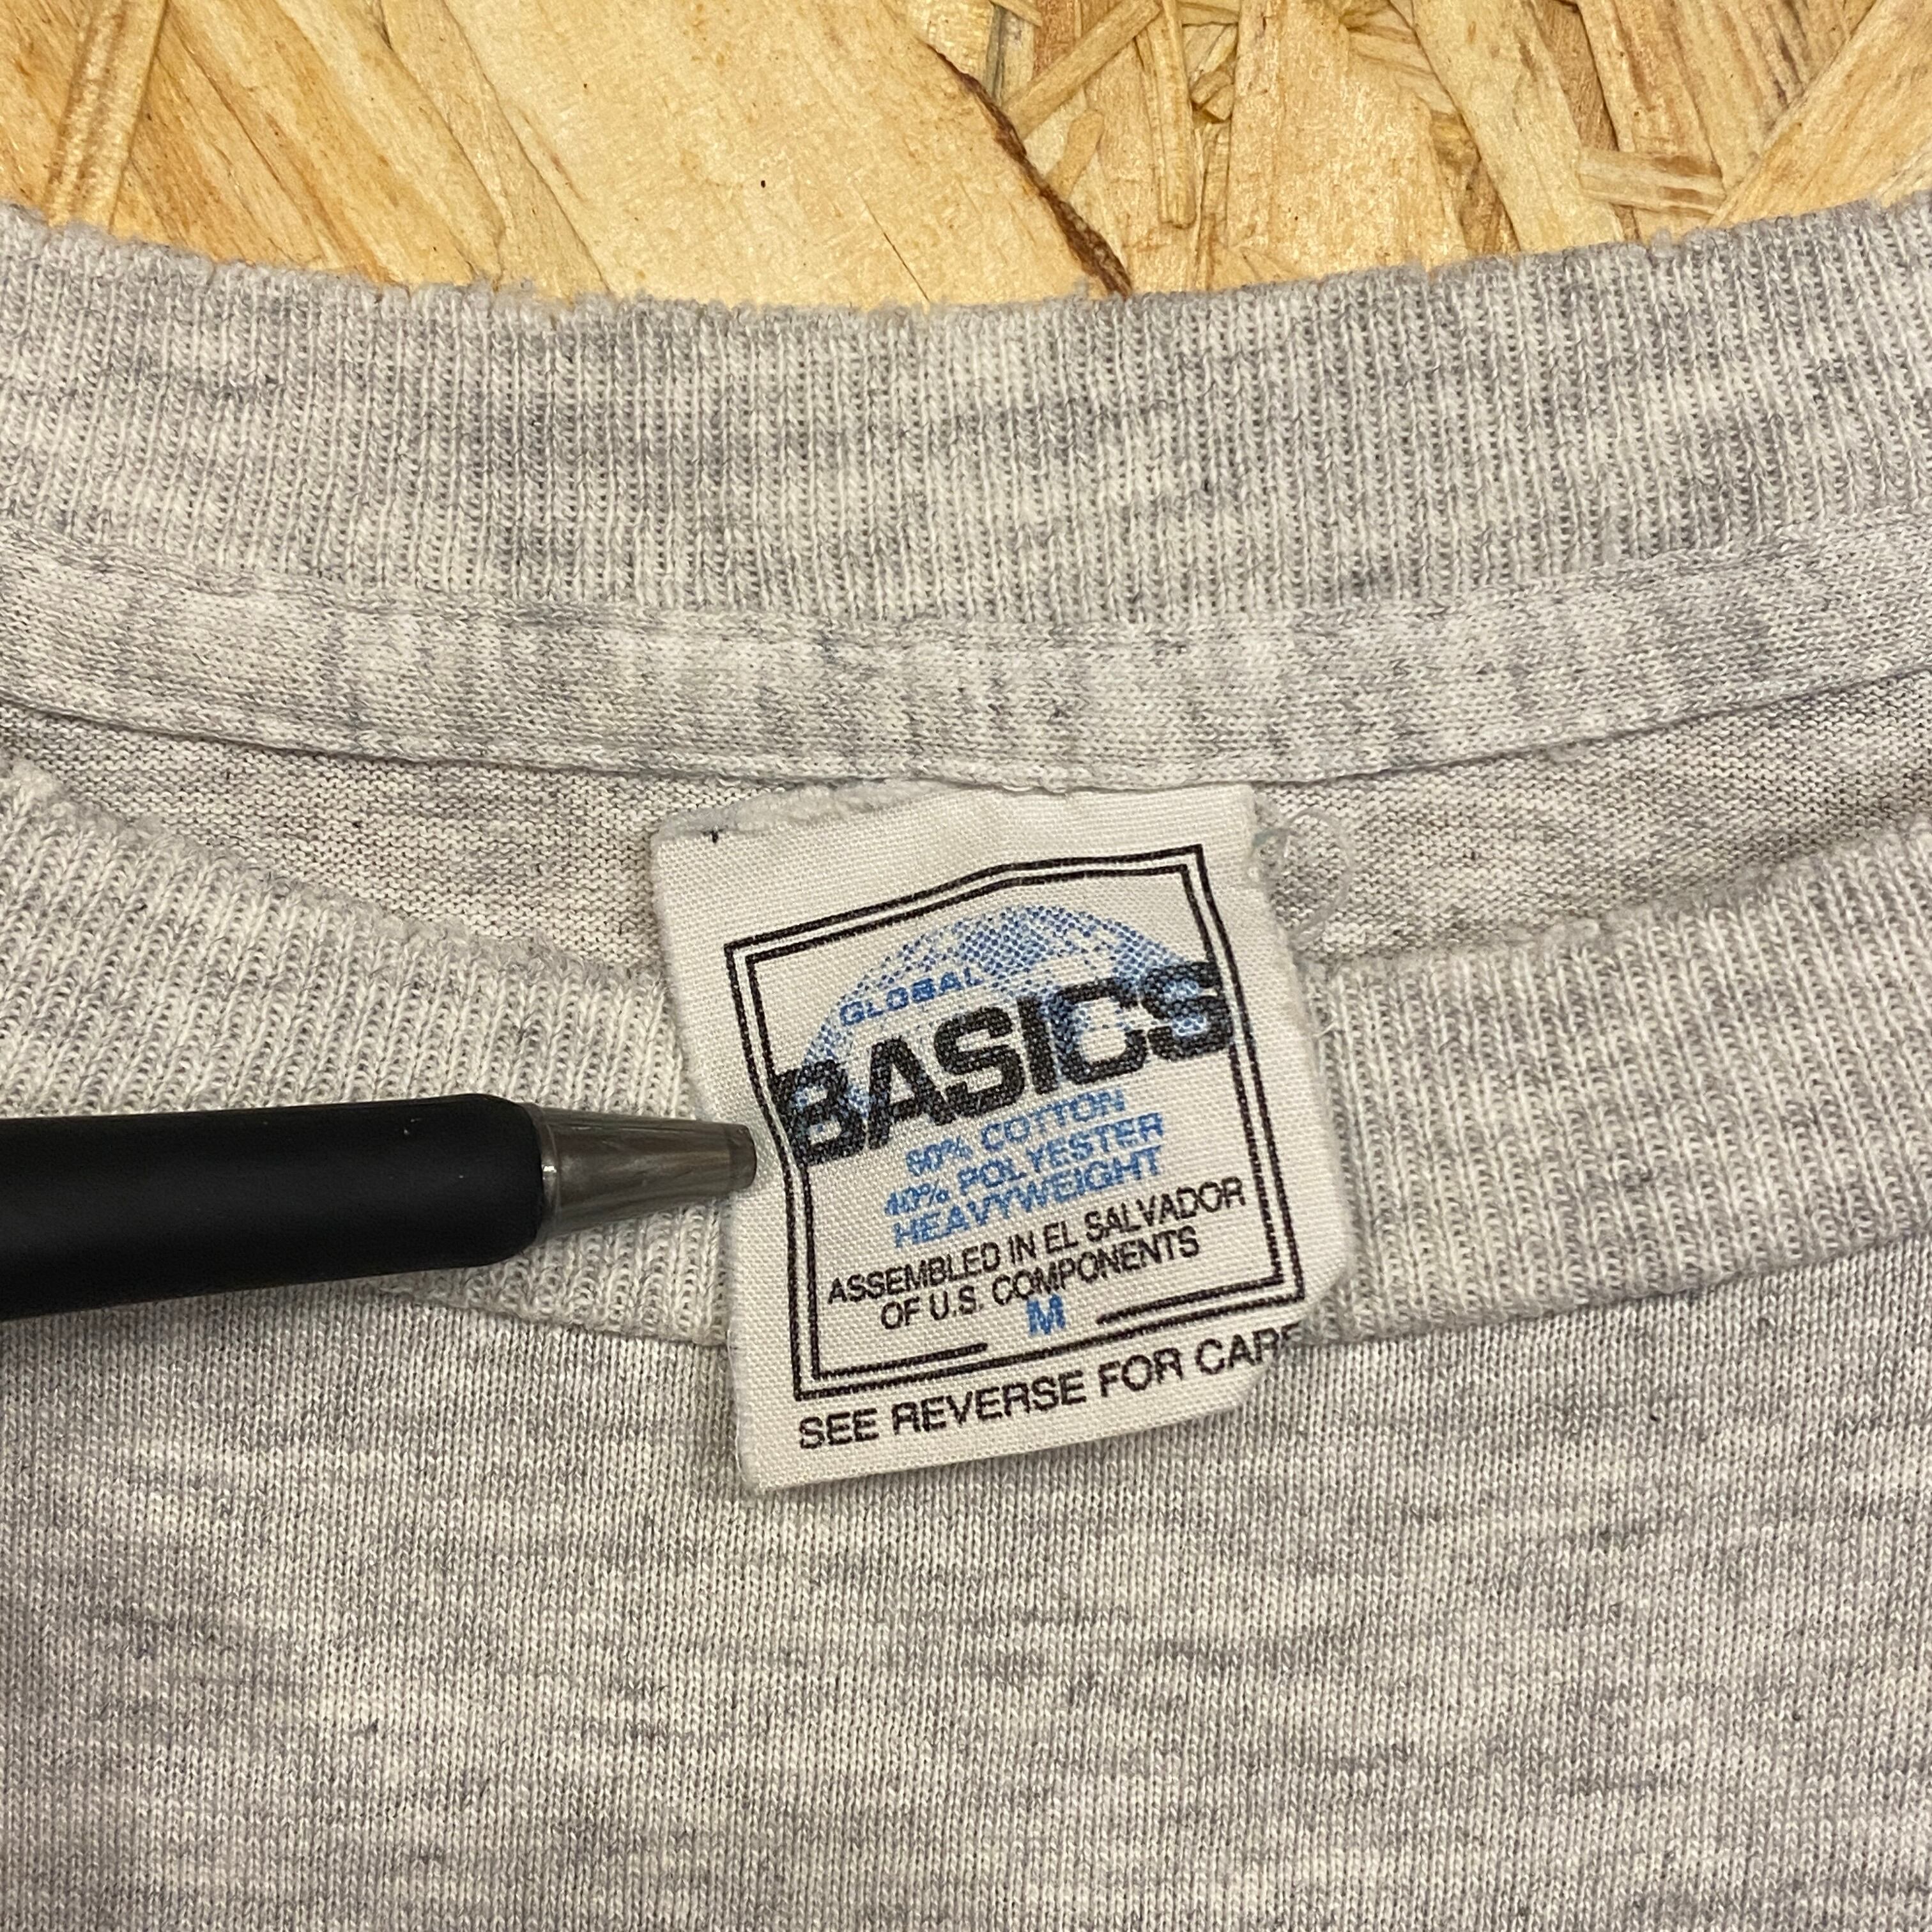 GLOBAL
BASICS
60% COTTON
40% POLYESTER
HEAVYWEIGHT
ASSEMBLED IN EL SALVADOR
OF U.S. COMPONENTS
M
SEE REVERSE FOR CARE